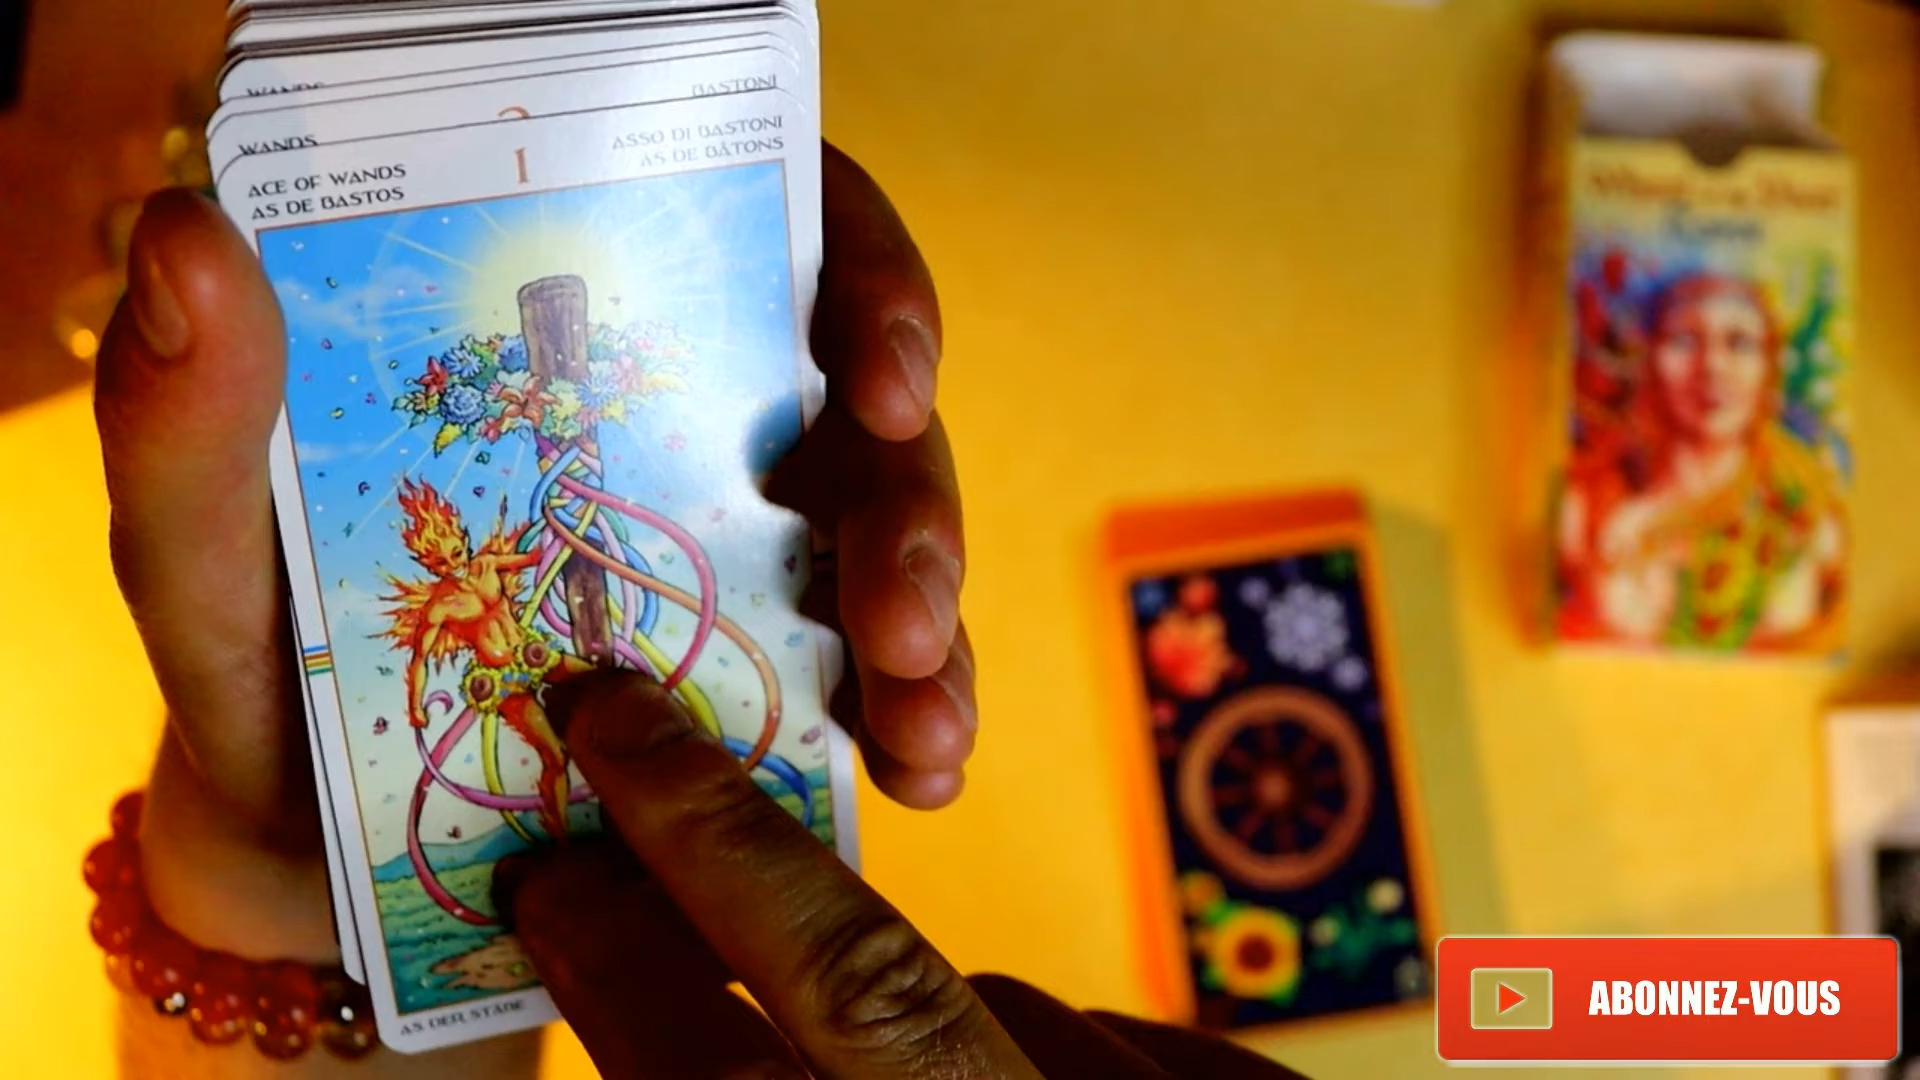 WANDS
BASTONI
WANDS
ACE OF WANDS
AS DE BASTOS
I
ASSO DI BASTONI
AS DE BÂTONS
AS DER STÄBE
ABONNEZ-VOUS